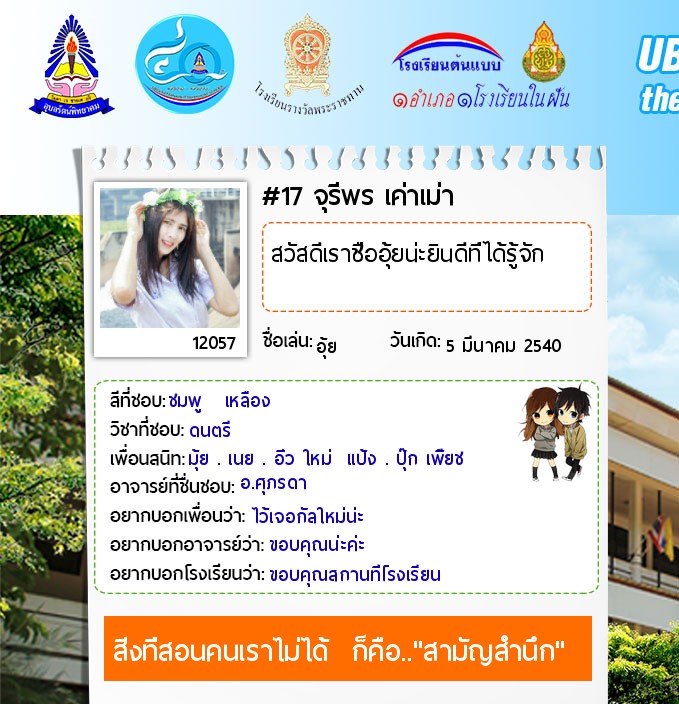 อุบลรัตน์พิทยาคม
โรงเรียนรางวัลพระราชทาน
โรงเรียนต้นแบบ
๑อำเภอ๑โรงเรียนในฝัน
UB
the
#17 จุรีพร เค่าเม่า
สวัสดีเราชื่ออุ้ยน่ะยินดีที่ได้รู้จัก
12057
ชื่อเล่น: อุ้ย วันเกิด: 5 มีนาคม 2540
สีที่ชอบ: ชมพู เหลือง
วิชาที่ชอบ: ดนตรี
เพื่อนสนิท: มุ้ย . เนย . อีฟ ใหม่ แป้ง . ปุ๊ก เพียช
อาจารย์ที่ชื่นชอบ: อ.ศุภรดา
อยากบอกเพื่อนว่า: ไว้เจอกัลใหม่น่ะ
อยากบอกอาจารย์ว่า: ขอบคุณน่ะค่ะ
อยากบอกโรงเรียนว่า: ขอบคุณสถานที่โรงเรียน
สิ่งที่สอนคนเราไม่ได้ ก็คือ.."สามัญสำนึก"